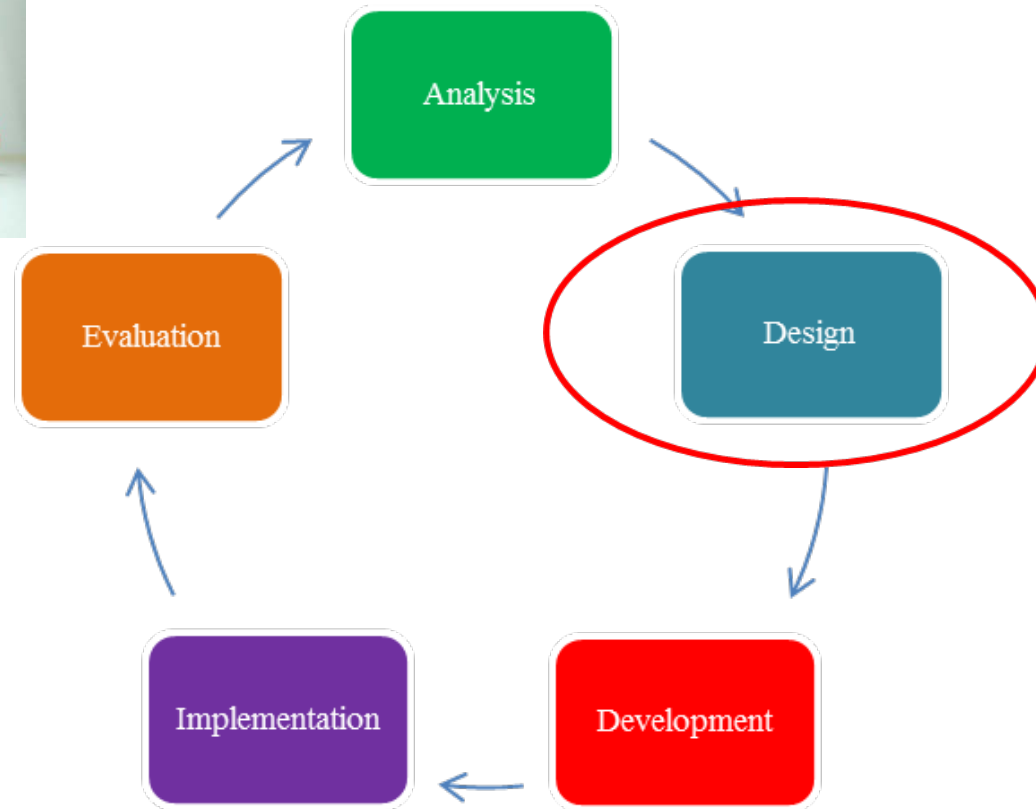 Analysis
Design
Development
Implementation
Evaluation